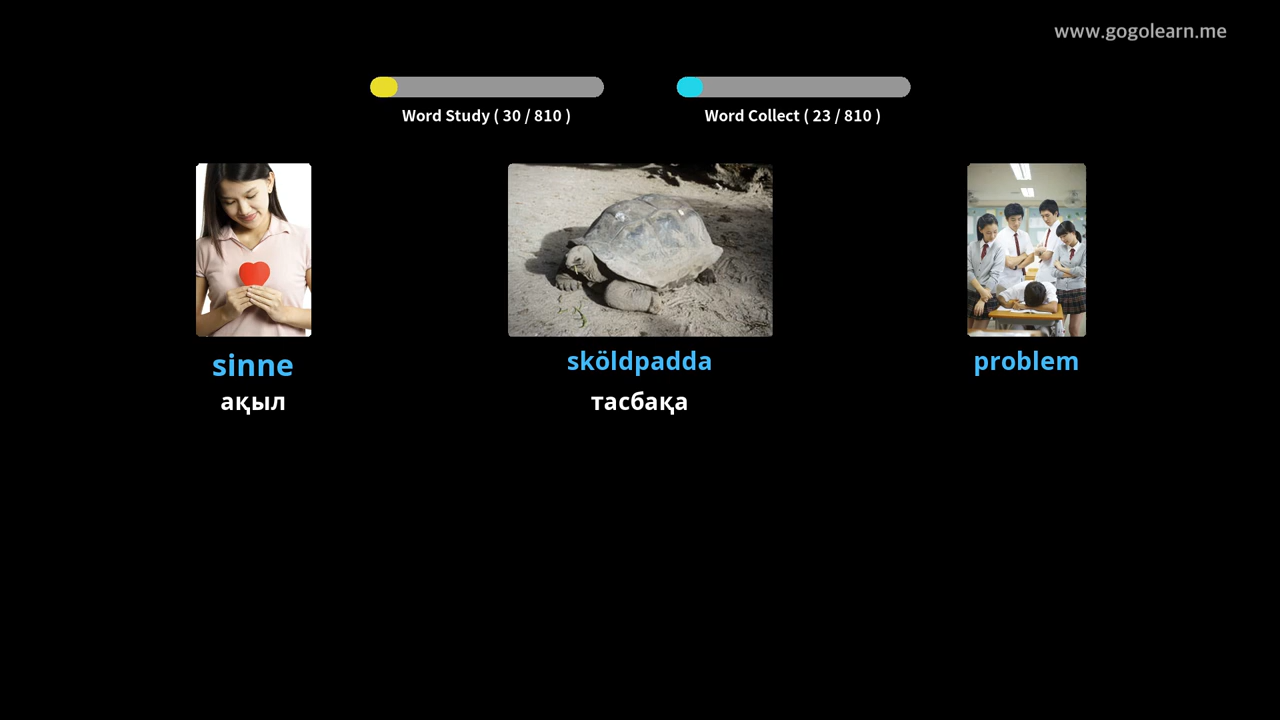 www.gogolearn.me
Word Study ( 30 / 810 )
Word Collect ( 23 / 810 )
sinne
sköldpadda
problem
ақыл
тасбақа